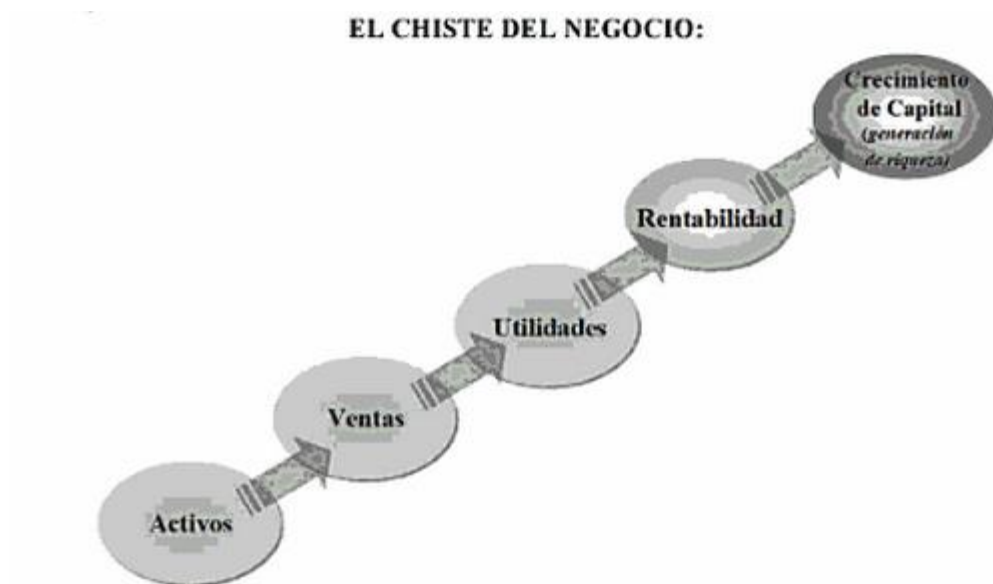 EL CHISTE DEL NEGOCIO:
Crecimiento
de Capital
(generación
de riqueza)
Rentabilidad
Utilidades
Ventas
Activos